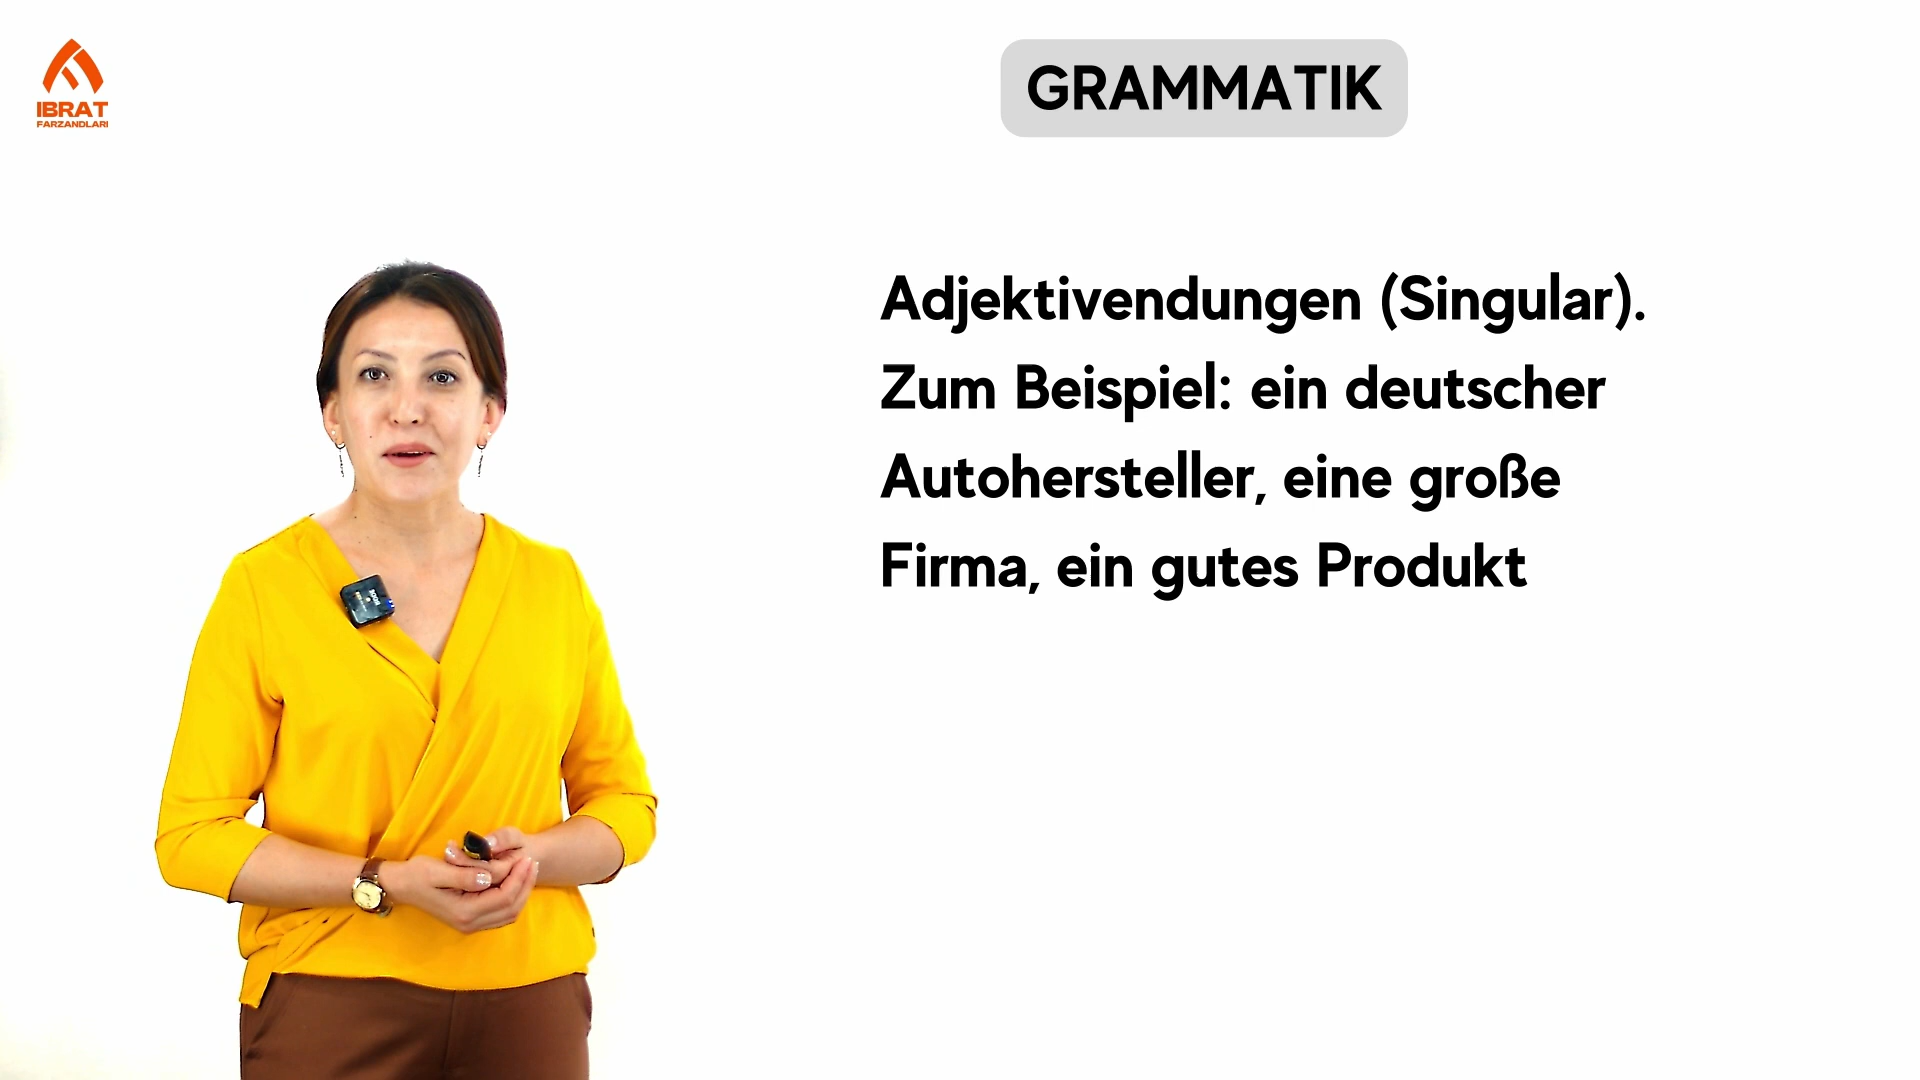 IBRAT
FARZANDLARI
GRAMMATIK
Adjektivendungen (Singular).
Zum Beispiel: ein deutscher
Autohersteller, eine große
Firma, ein gutes Produkt